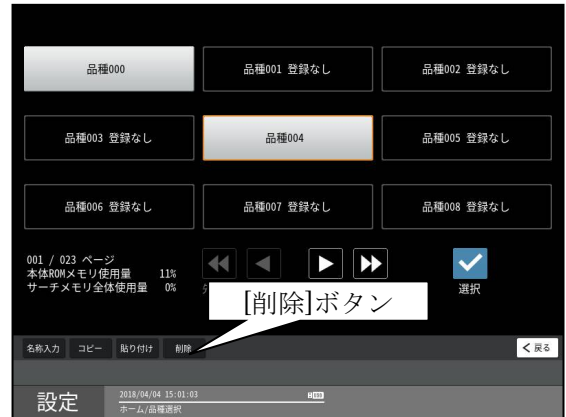 品種000
品種001 登録なし
品種002 登録なし
品種003 登録なし
品種004
品種005 登録なし
品種006 登録なし
品種007 登録なし
品種008 登録なし
001 / 023 ページ
本体ROMメモリ使用量 11%
サーチメモリ全体使用量 0%
選択
[削除]ボタン
名称入力 コピー 貼り付け 削除 戻る
設定
2018/04/04 15:01:03
ホーム/品種選択